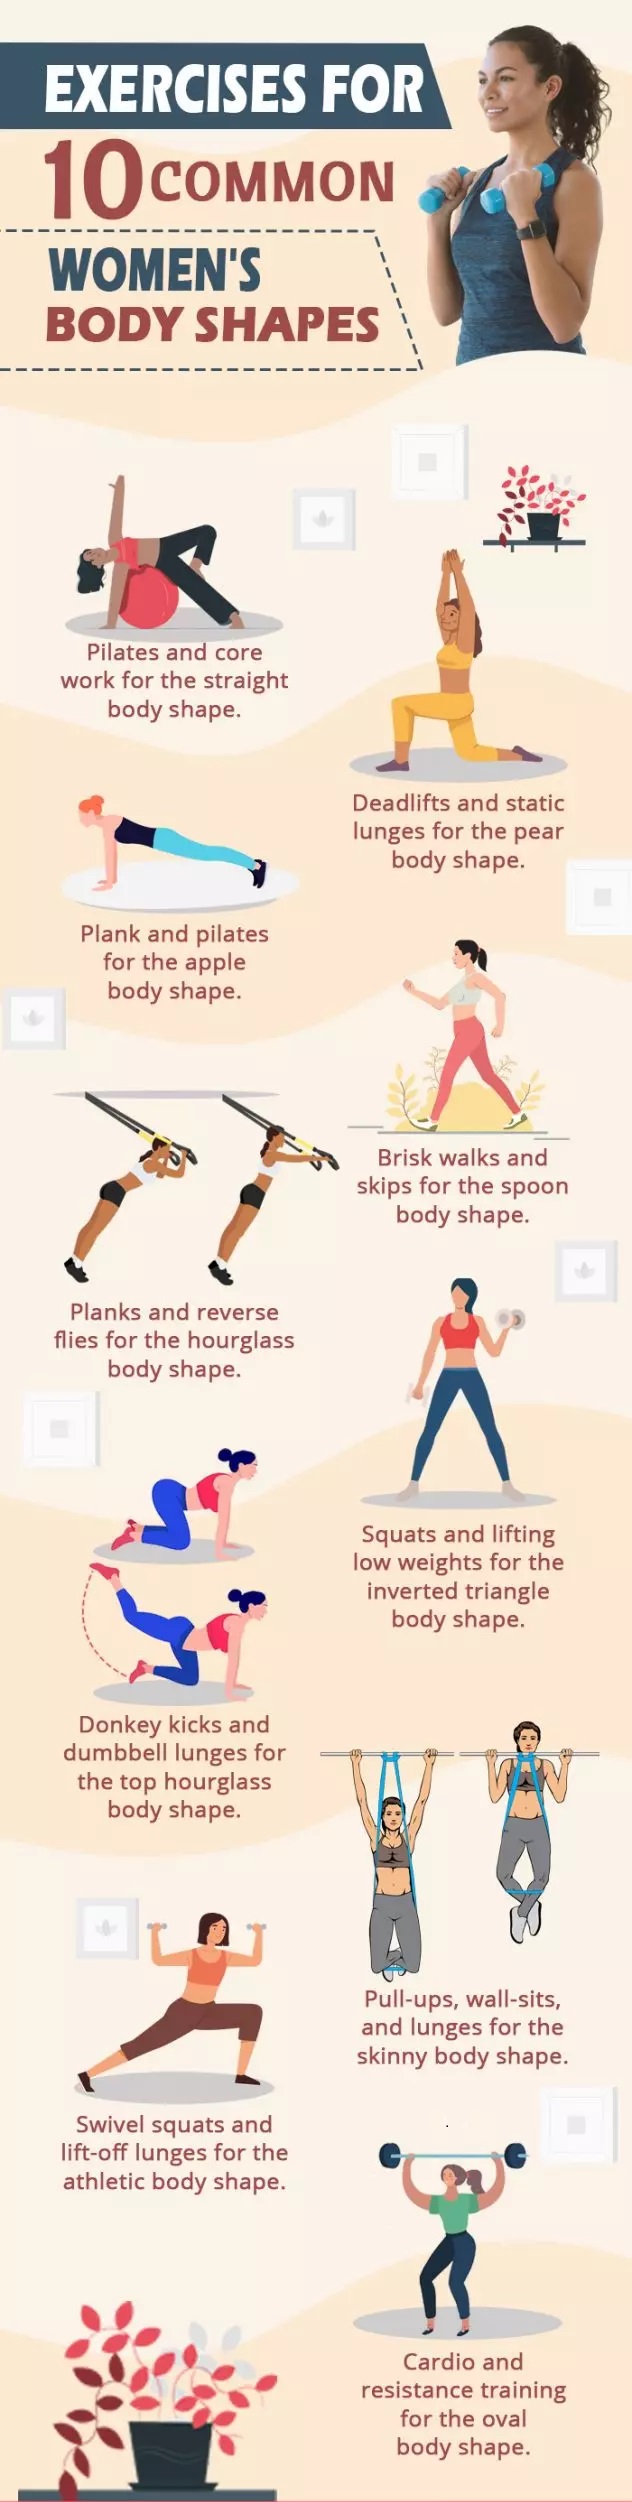 EXERCISES FOR
10 COMMON
WOMEN'S
BODY SHAPES
Pilates and core
work for the straight
body shape.
Deadlifts and static
lunges for the pear
body shape.
Plank and pilates
for the apple
body shape.
Brisk walks and
skips for the spoon
body shape.
Planks and reverse
flies for the hourglass
body shape.
Squats and lifting
low weights for the
inverted triangle
body shape.
Donkey kicks and
dumbbell lunges for
the top hourglass
body shape.
Pull-ups, wall-sits,
and lunges for the
skinny body shape.
Swivel squats and
lift-off lunges for the
athletic body shape.
Cardio and
resistance training
for the oval
body shape.